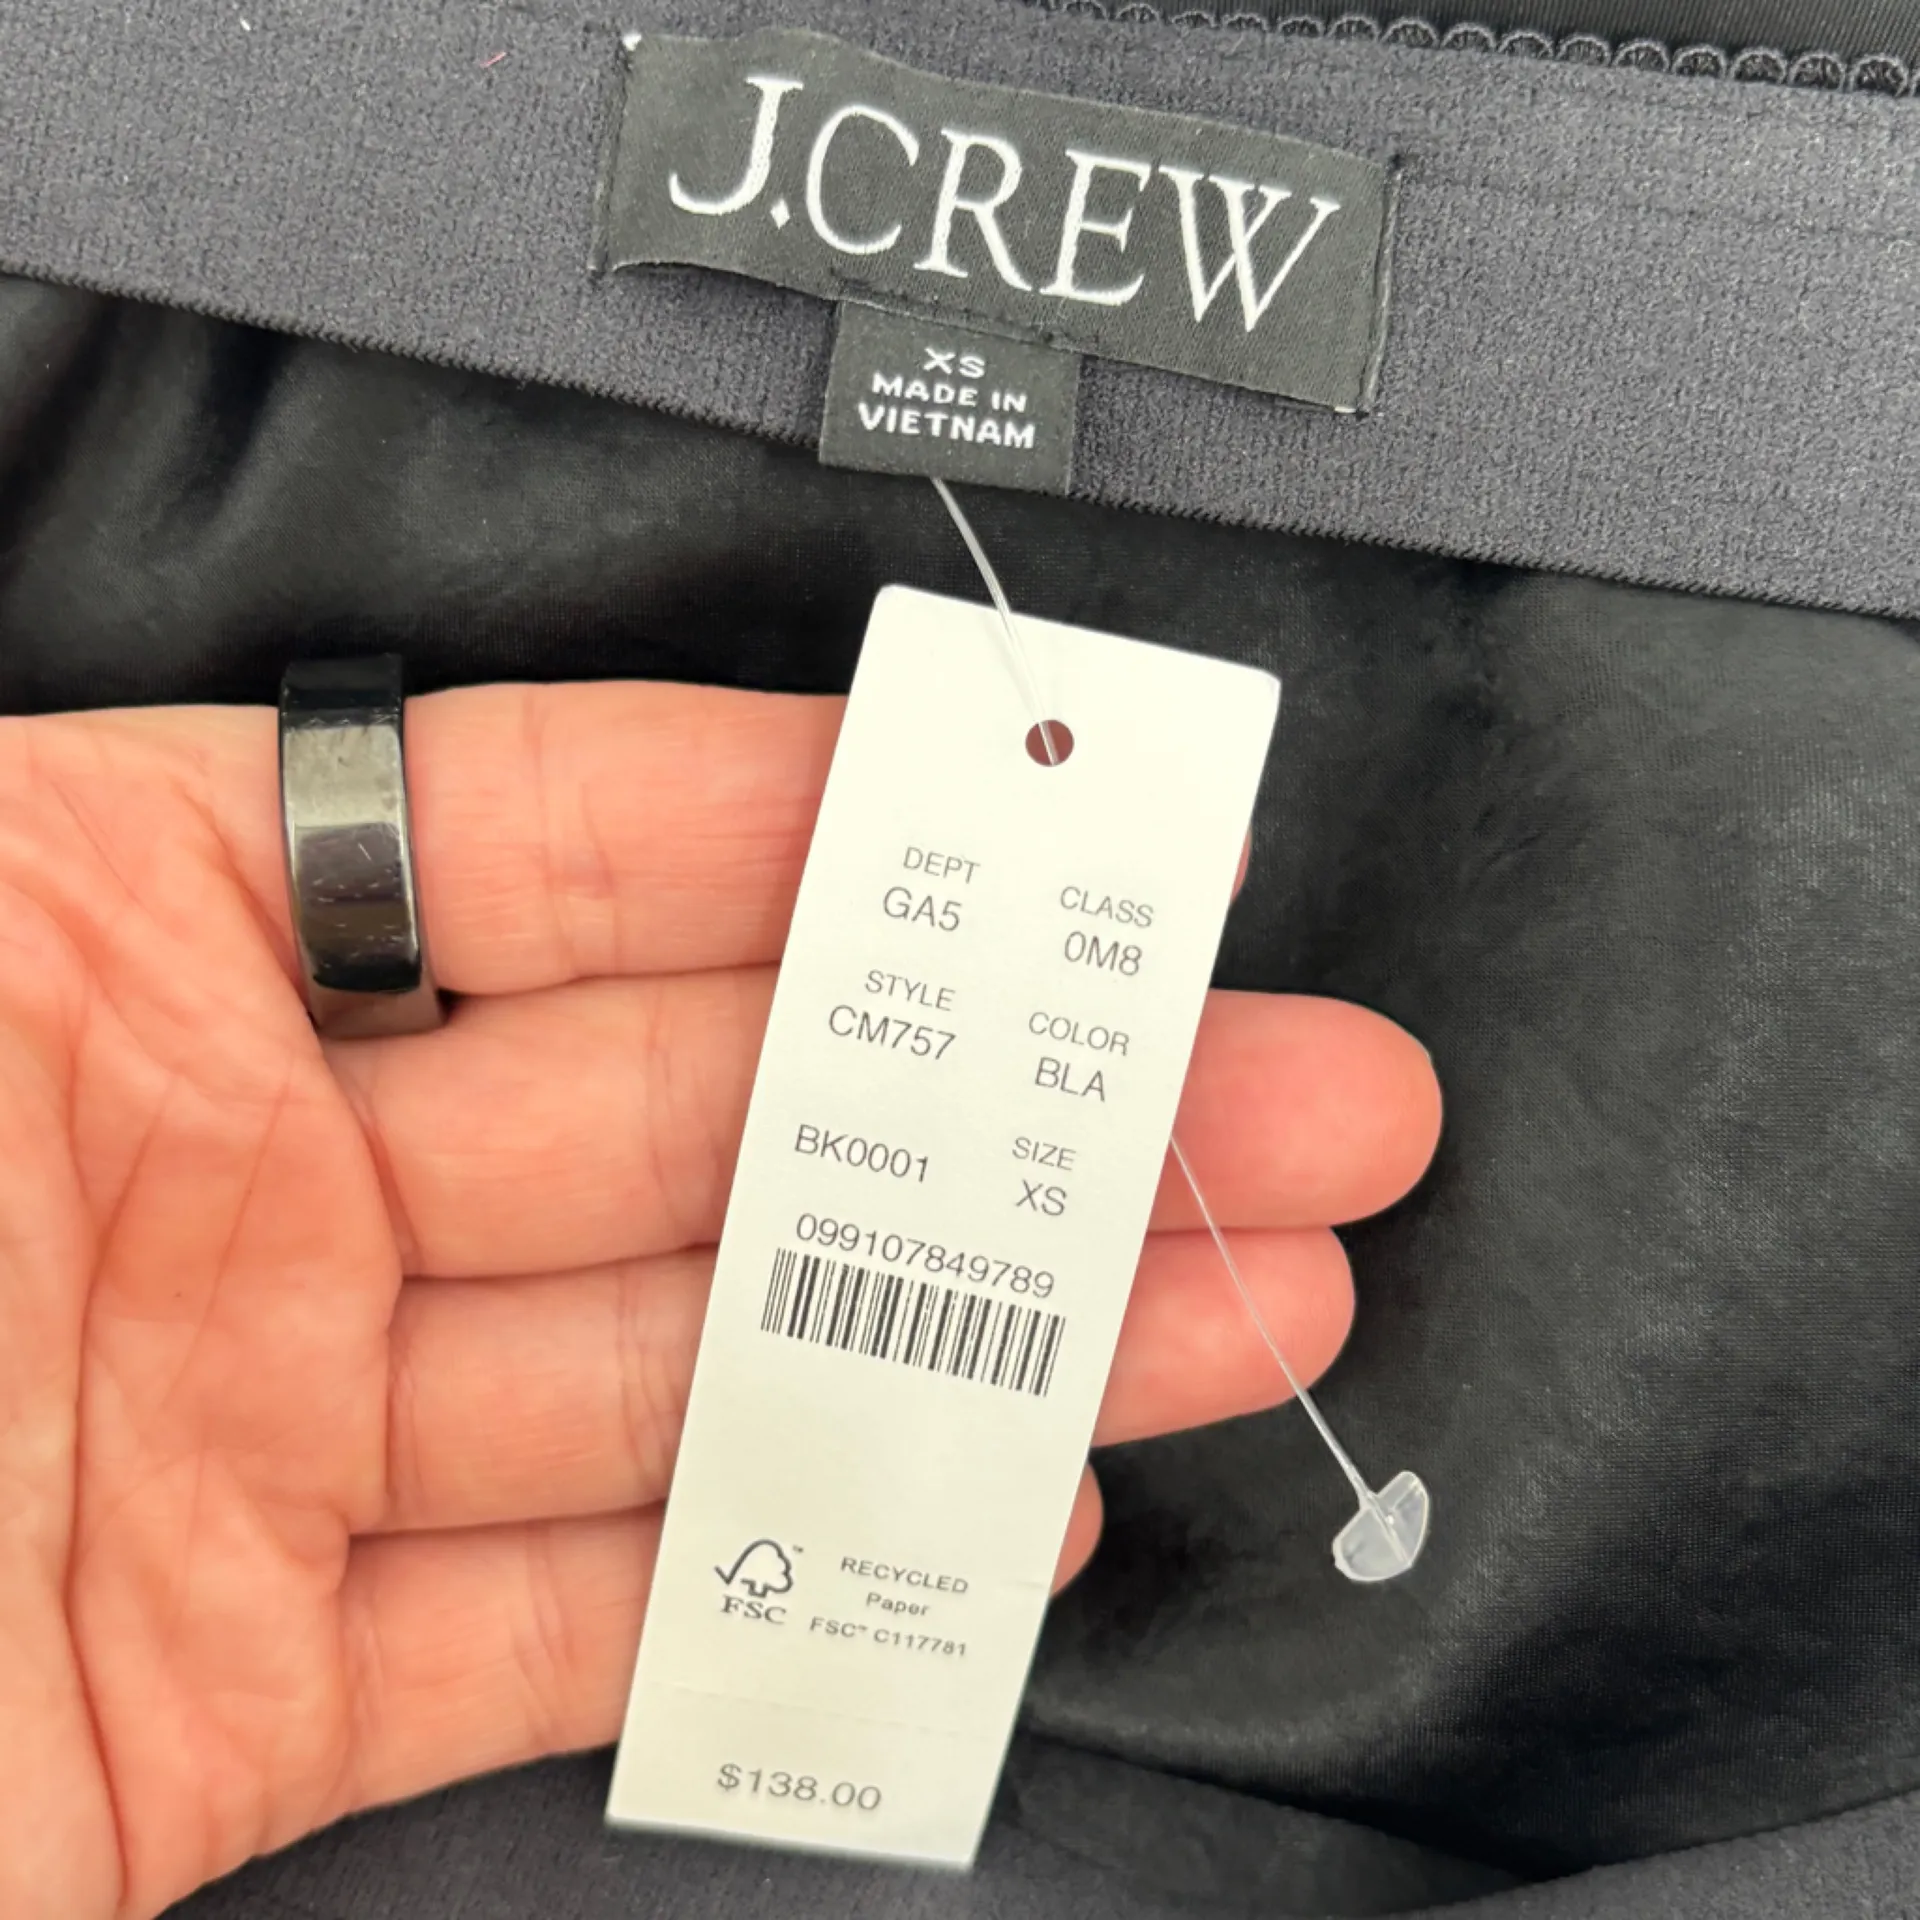 J.CREW
XS
MADE IN
VIETNAM
DEPT CLASS
GA5 0M8
STYLE COLOR
CM757 BLA
BK0001 SIZE
XS
099107849789
FSC
RECYCLED
Paper
FSC™ C117781
$138.00